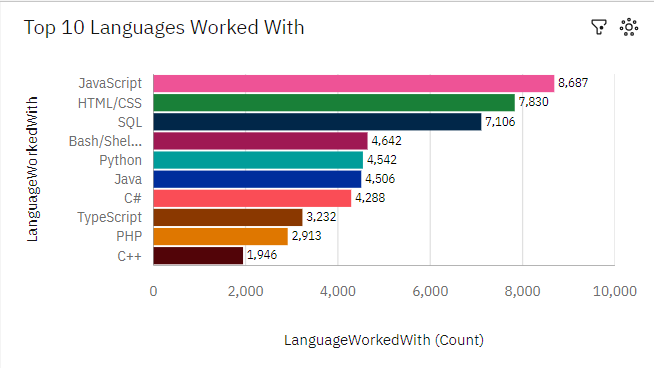 Top 10 Languages Worked With
LanguageWorkedWith
JavaScript 8,687
HTML/CSS 7,830
SQL 7,106
Bash/Shel... 4,642
Python 4,542
Java 4,506
C# 4,288
TypeScript 3,232
PHP 2,913
C++ 1,946
0 2,000 4,000 6,000 8,000 10,000
LanguageWorkedWith (Count)